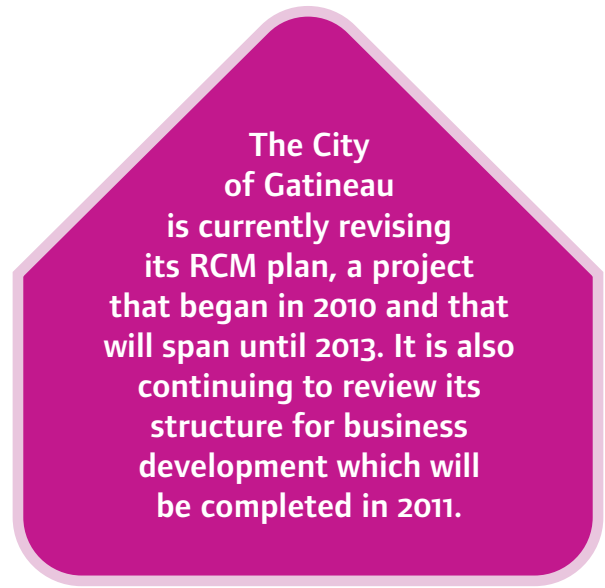 The City
of Gatineau
is currently revising
its RCM plan, a project
that began in 2010 and that
will span until 2013. It is also
continuing to review its
structure for business
development which will
be completed in 2011.